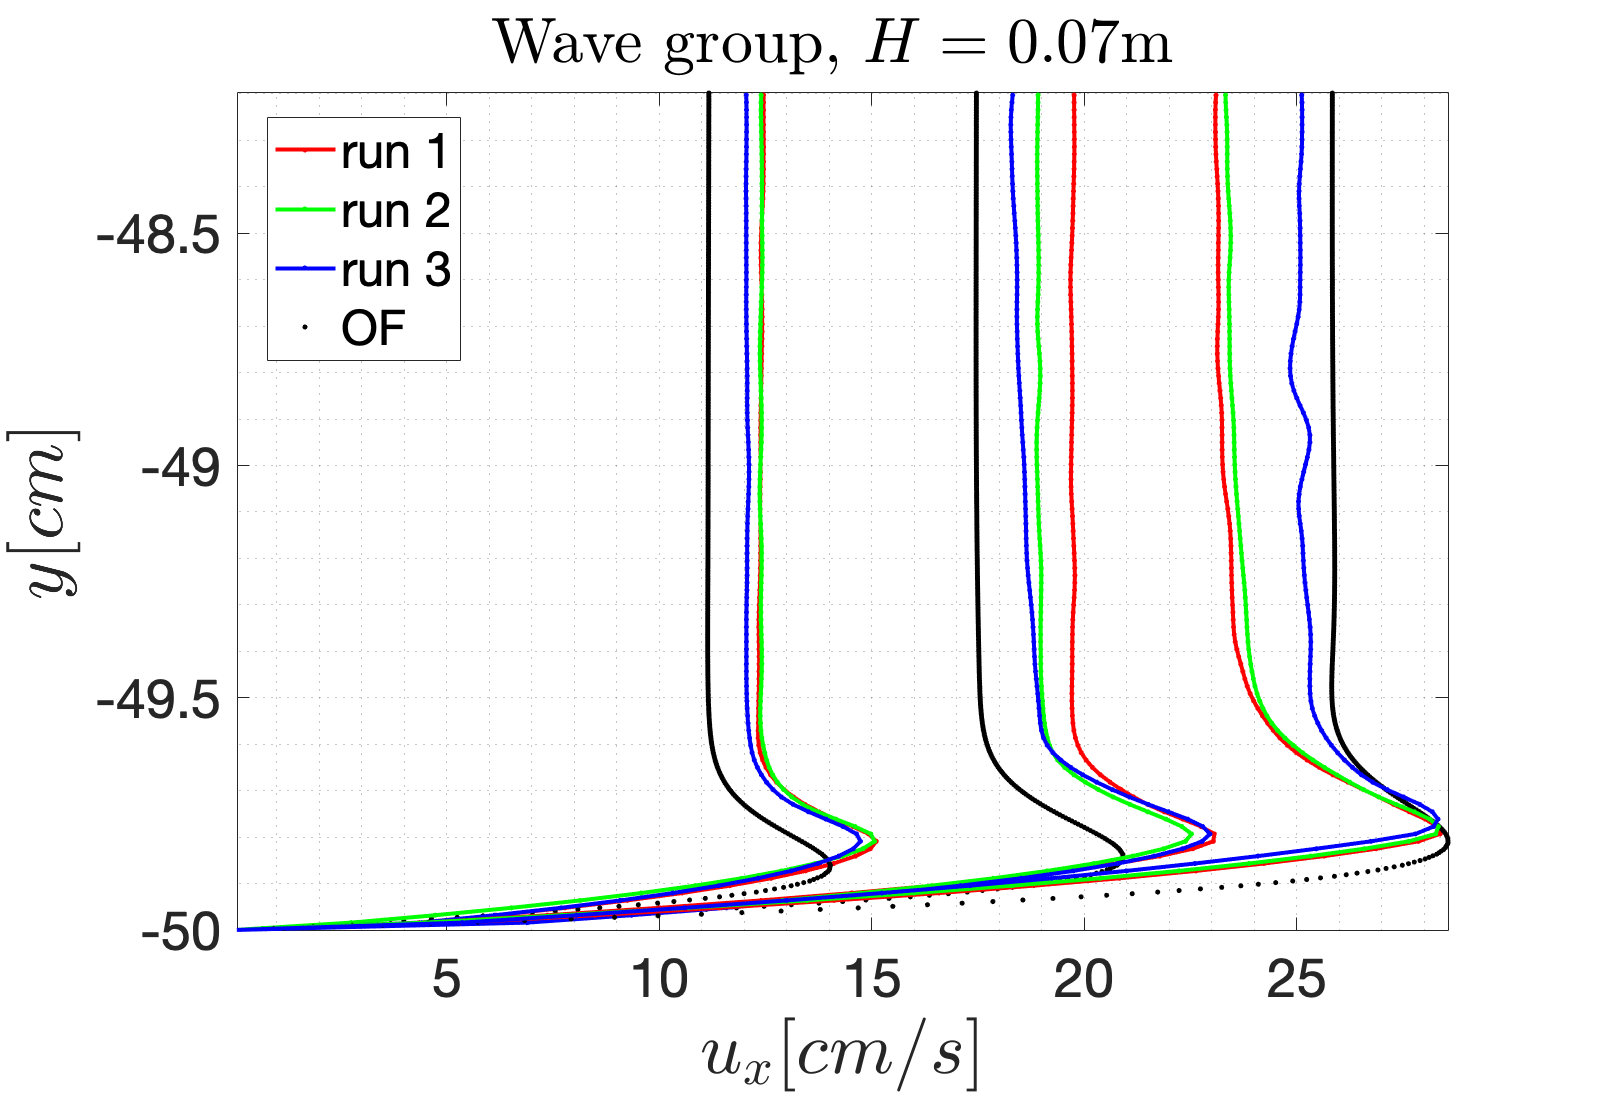 Wave group, H = 0.07m
run 1
run 2
run 3
OF
-48.5
-49
-49.5
-50
y[cm]
5 10 15 20 25
u_x[cm/s]